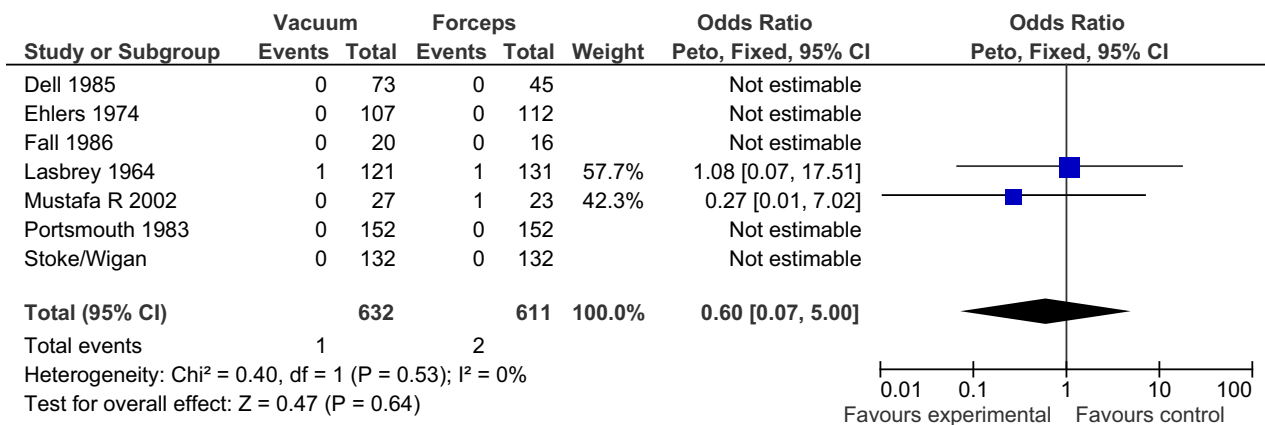 Vacuum Forceps Odds Ratio Odds Ratio
Study or Subgroup Events Total Events Total Weight Peto, Fixed, 95% CI Peto, Fixed, 95% CI
Dell 1985 0 73 0 45 Not estimable
Ehlers 1974 0 107 0 112 Not estimable
Fall 1986 0 20 0 16 Not estimable
Lasbrey 1964 1 121 1 131 57.7% 1.08 [0.07, 17.51]
Mustafa R 2002 0 27 1 23 42.3% 0.27 [0.01, 7.02]
Portsmouth 1983 0 152 0 152 Not estimable
Stoke/Wigan 0 132 0 132 Not estimable
Total (95% CI) 632 611 100.0% 0.60 [0.07, 5.00]
Total events 1 2
Heterogeneity: Chi² = 0.40, df = 1 (P = 0.53); I² = 0%
Test for overall effect: Z = 0.47 (P = 0.64)
0.01 0.1 1 10 100
Favours experimental Favours control